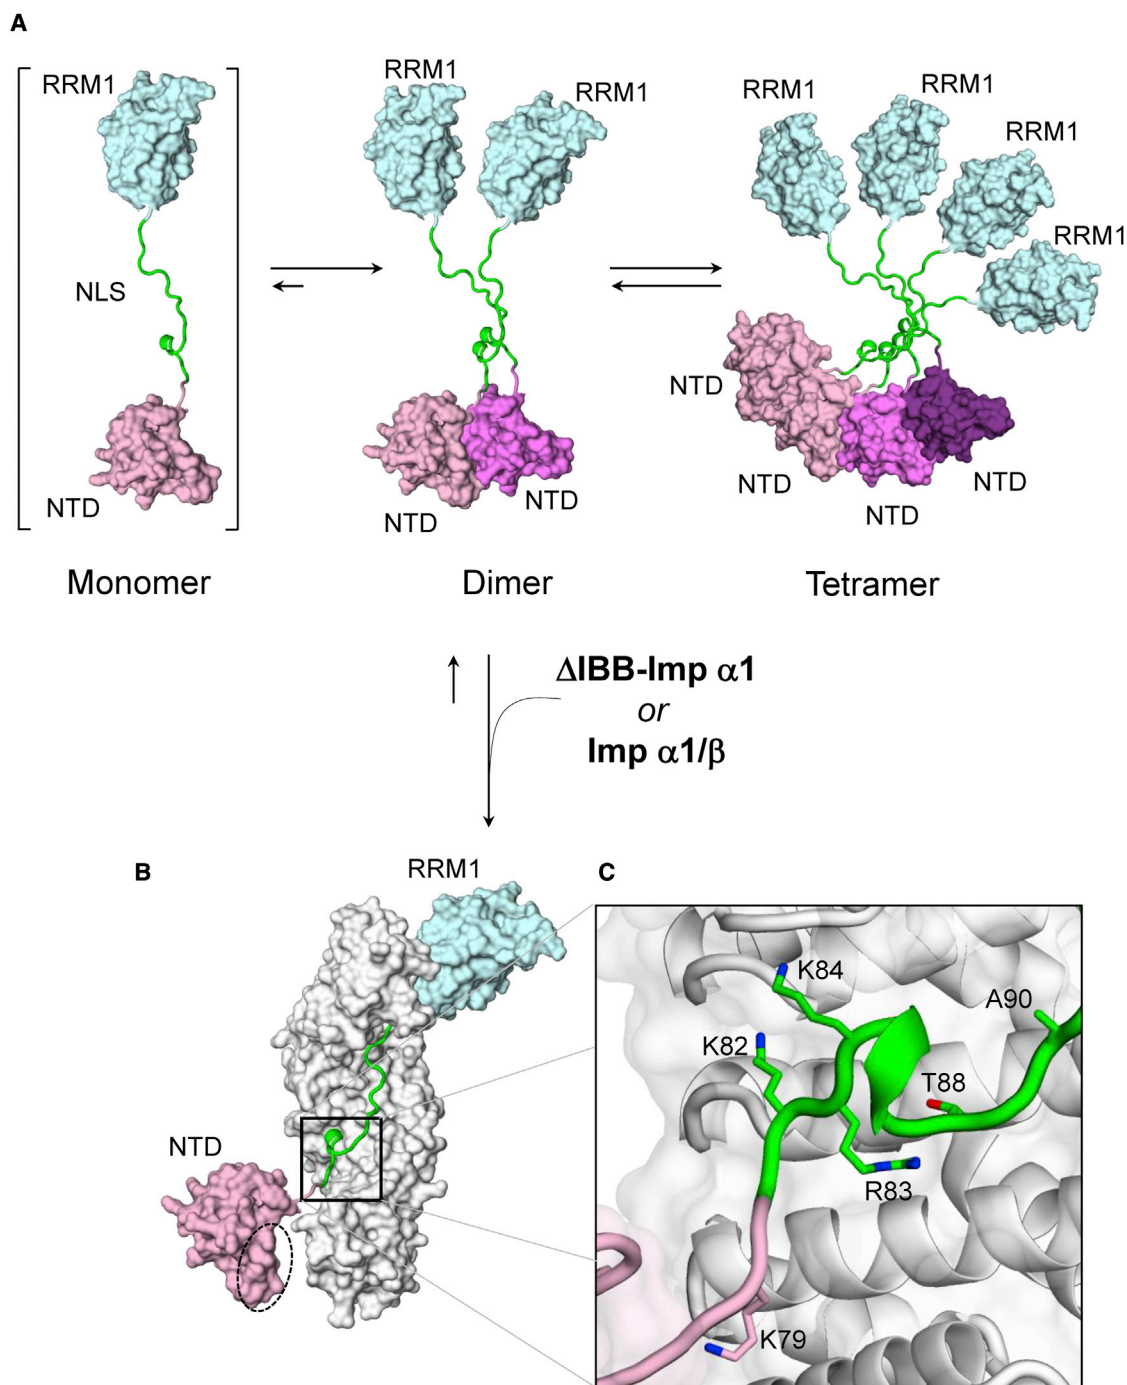 A
RRM1
NLS
NTD
Monomer
RRM1
RRM1
NTD
NTD
Dimer
RRM1
RRM1
RRM1
RRM1
NTD
NTD
NTD
NTD
Tetramer
ΔIBB-Imp α1
or
Imp α1/β
B
RRM1
NTD
C
K84
A90
K82
T88
R83
K79